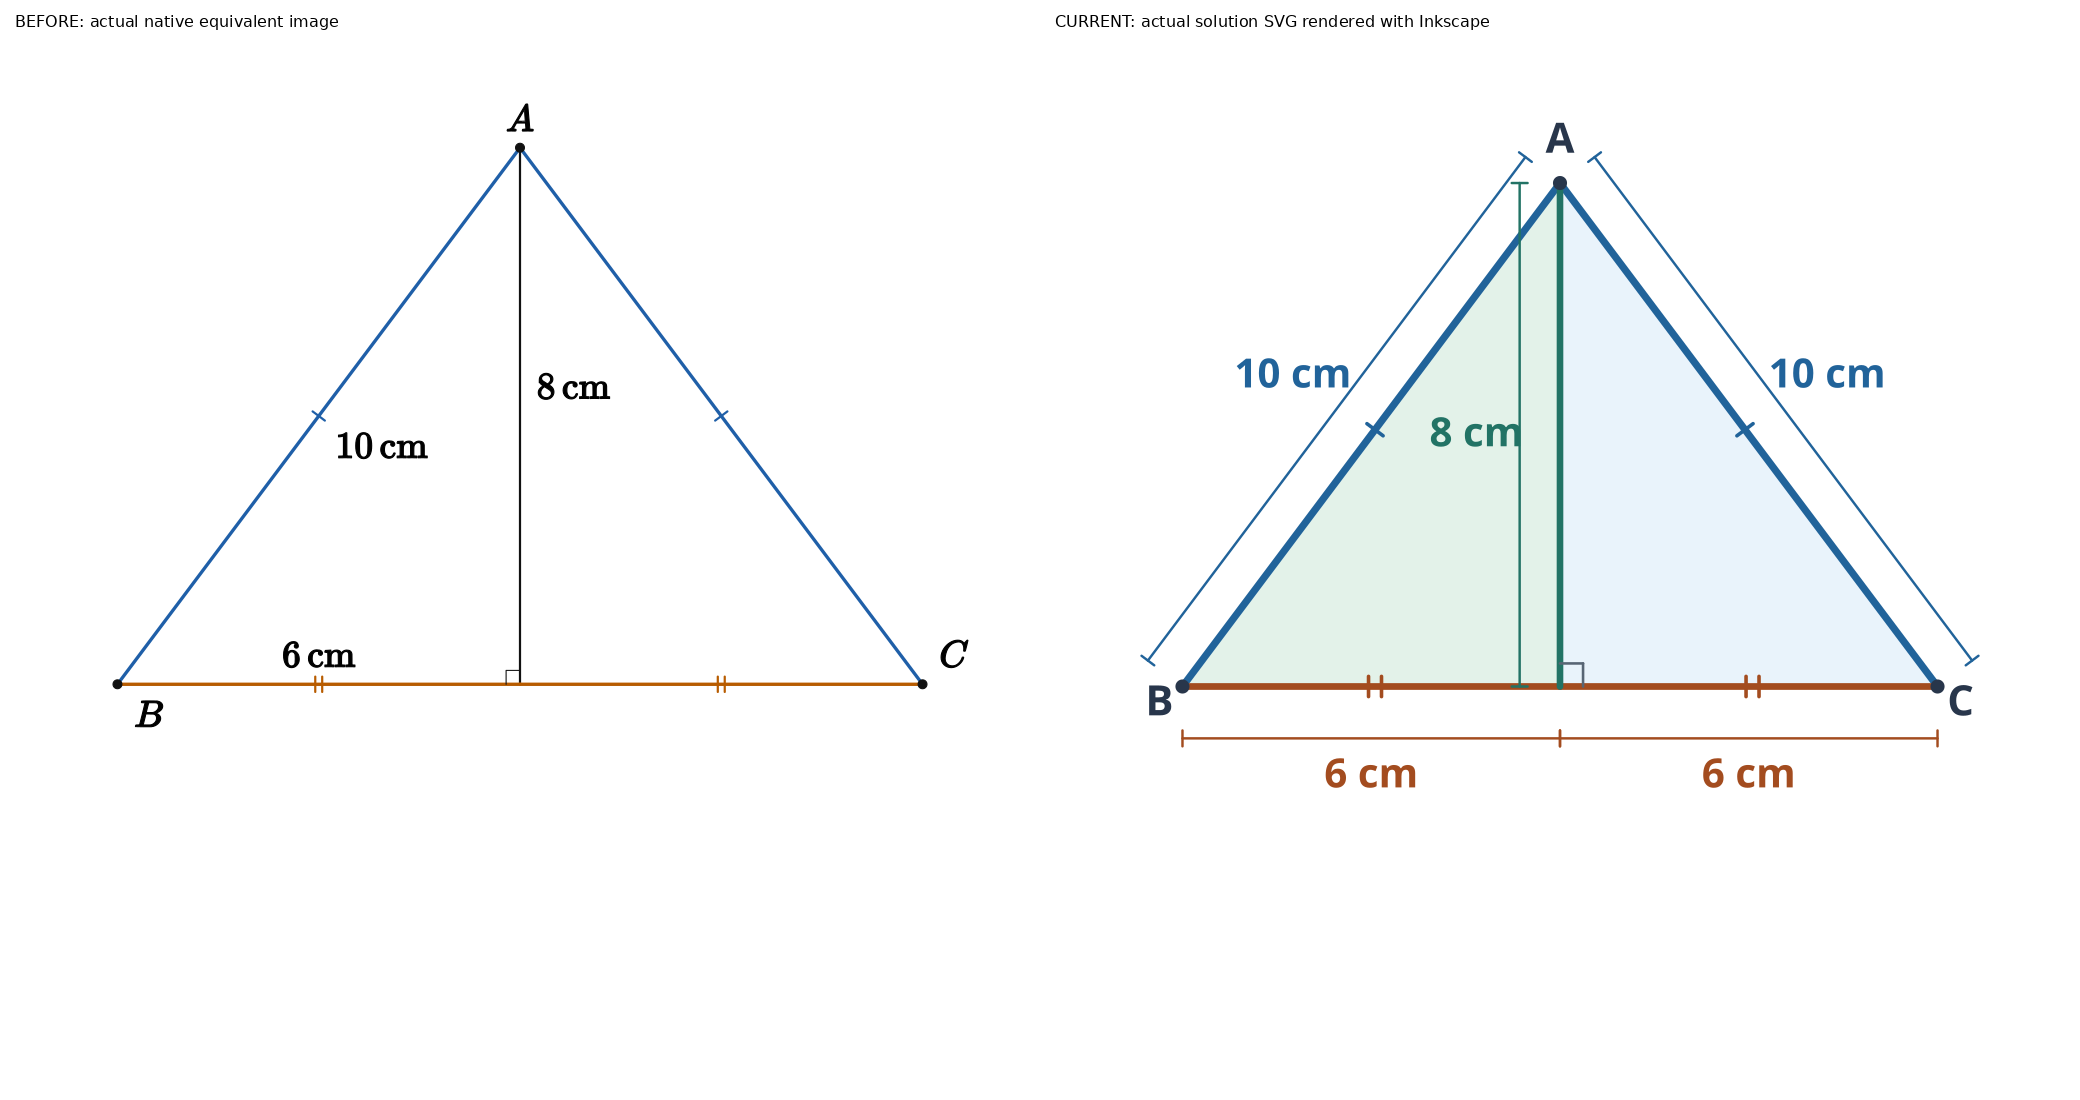 BEFORE: actual native equivalent image
A
8 cm
10 cm
6 cm
C
B
CURRENT: actual solution SVG rendered with Inkscape
A
10 cm
10 cm
8 cm
B
C
6 cm
6 cm